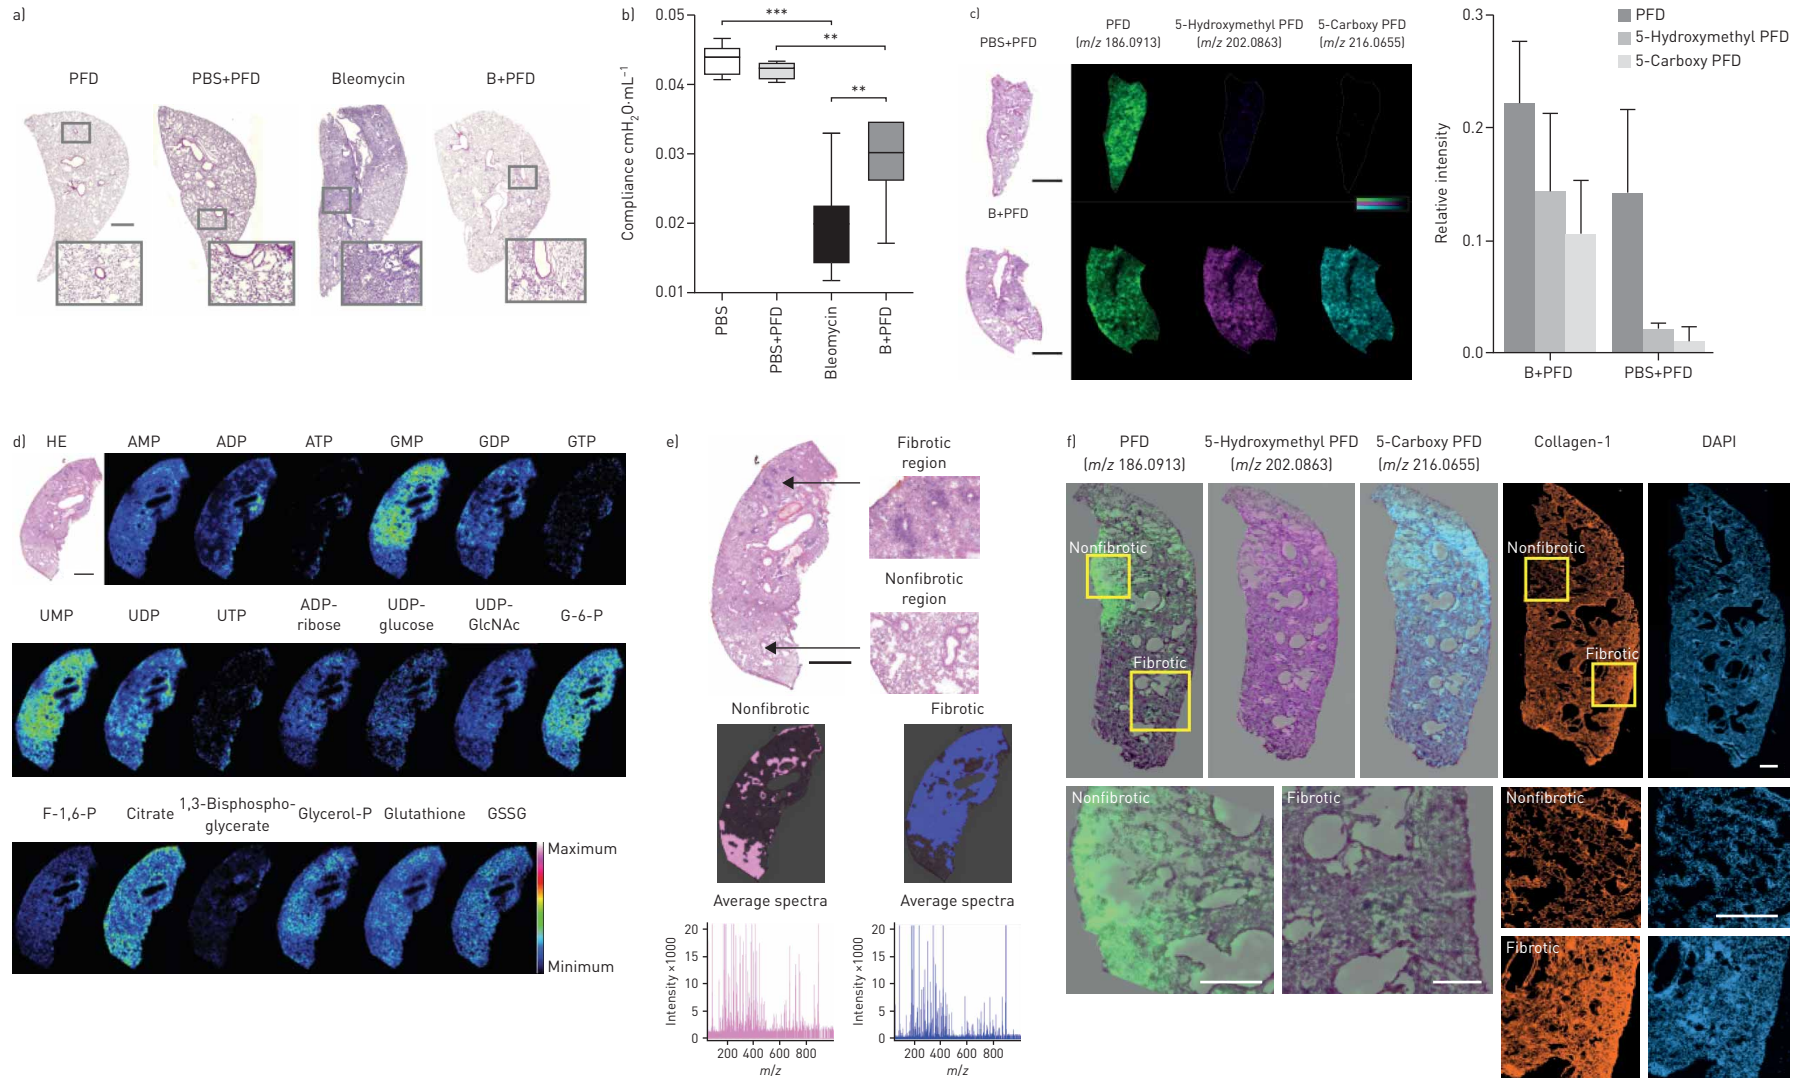 a)
PFD
PBS+PFD
Bleomycin
B+PFD
b)
Compliance cmH₂O·mL⁻¹
0.05
0.04
0.03
0.02
0.01
***
**
**
PBS
PBS+PFD
Bleomycin
B+PFD
c)
PBS+PFD
B+PFD
PFD
(m/z 186.0913)
5-Hydroxymethyl PFD
(m/z 202.0863)
5-Carboxy PFD
(m/z 216.0655)
Relative intensity
0.3
0.2
0.1
0.0
PFD
5-Hydroxymethyl PFD
5-Carboxy PFD
B+PFD
PBS+PFD
d)
HE
AMP
ADP
ATP
GMP
GDP
GTP
UMP
UDP
UTP
ADP-
ribose
UDP-
glucose
UDP-
GlcNAc
G-6-P
F-1,6-P
Citrate
1,3-Bisphospho-
glycerate
Glycerol-P
Glutathione
GSSG
Maximum
Minimum
e)
Fibrotic
region
Nonfibrotic
region
Nonfibrotic
Fibrotic
Average spectra
Average spectra
Intensity ×1000
20
15
10
5
0
200 400 600 800
m/z
Intensity ×1000
20
15
10
5
0
200 400 600 800
m/z
f)
PFD
(m/z 186.0913)
5-Hydroxymethyl PFD
(m/z 202.0863)
5-Carboxy PFD
(m/z 216.0655)
Collagen-1
DAPI
Nonfibrotic
Fibrotic
Nonfibrotic
Fibrotic
Nonfibrotic
Fibrotic
Nonfibrotic
Fibrotic